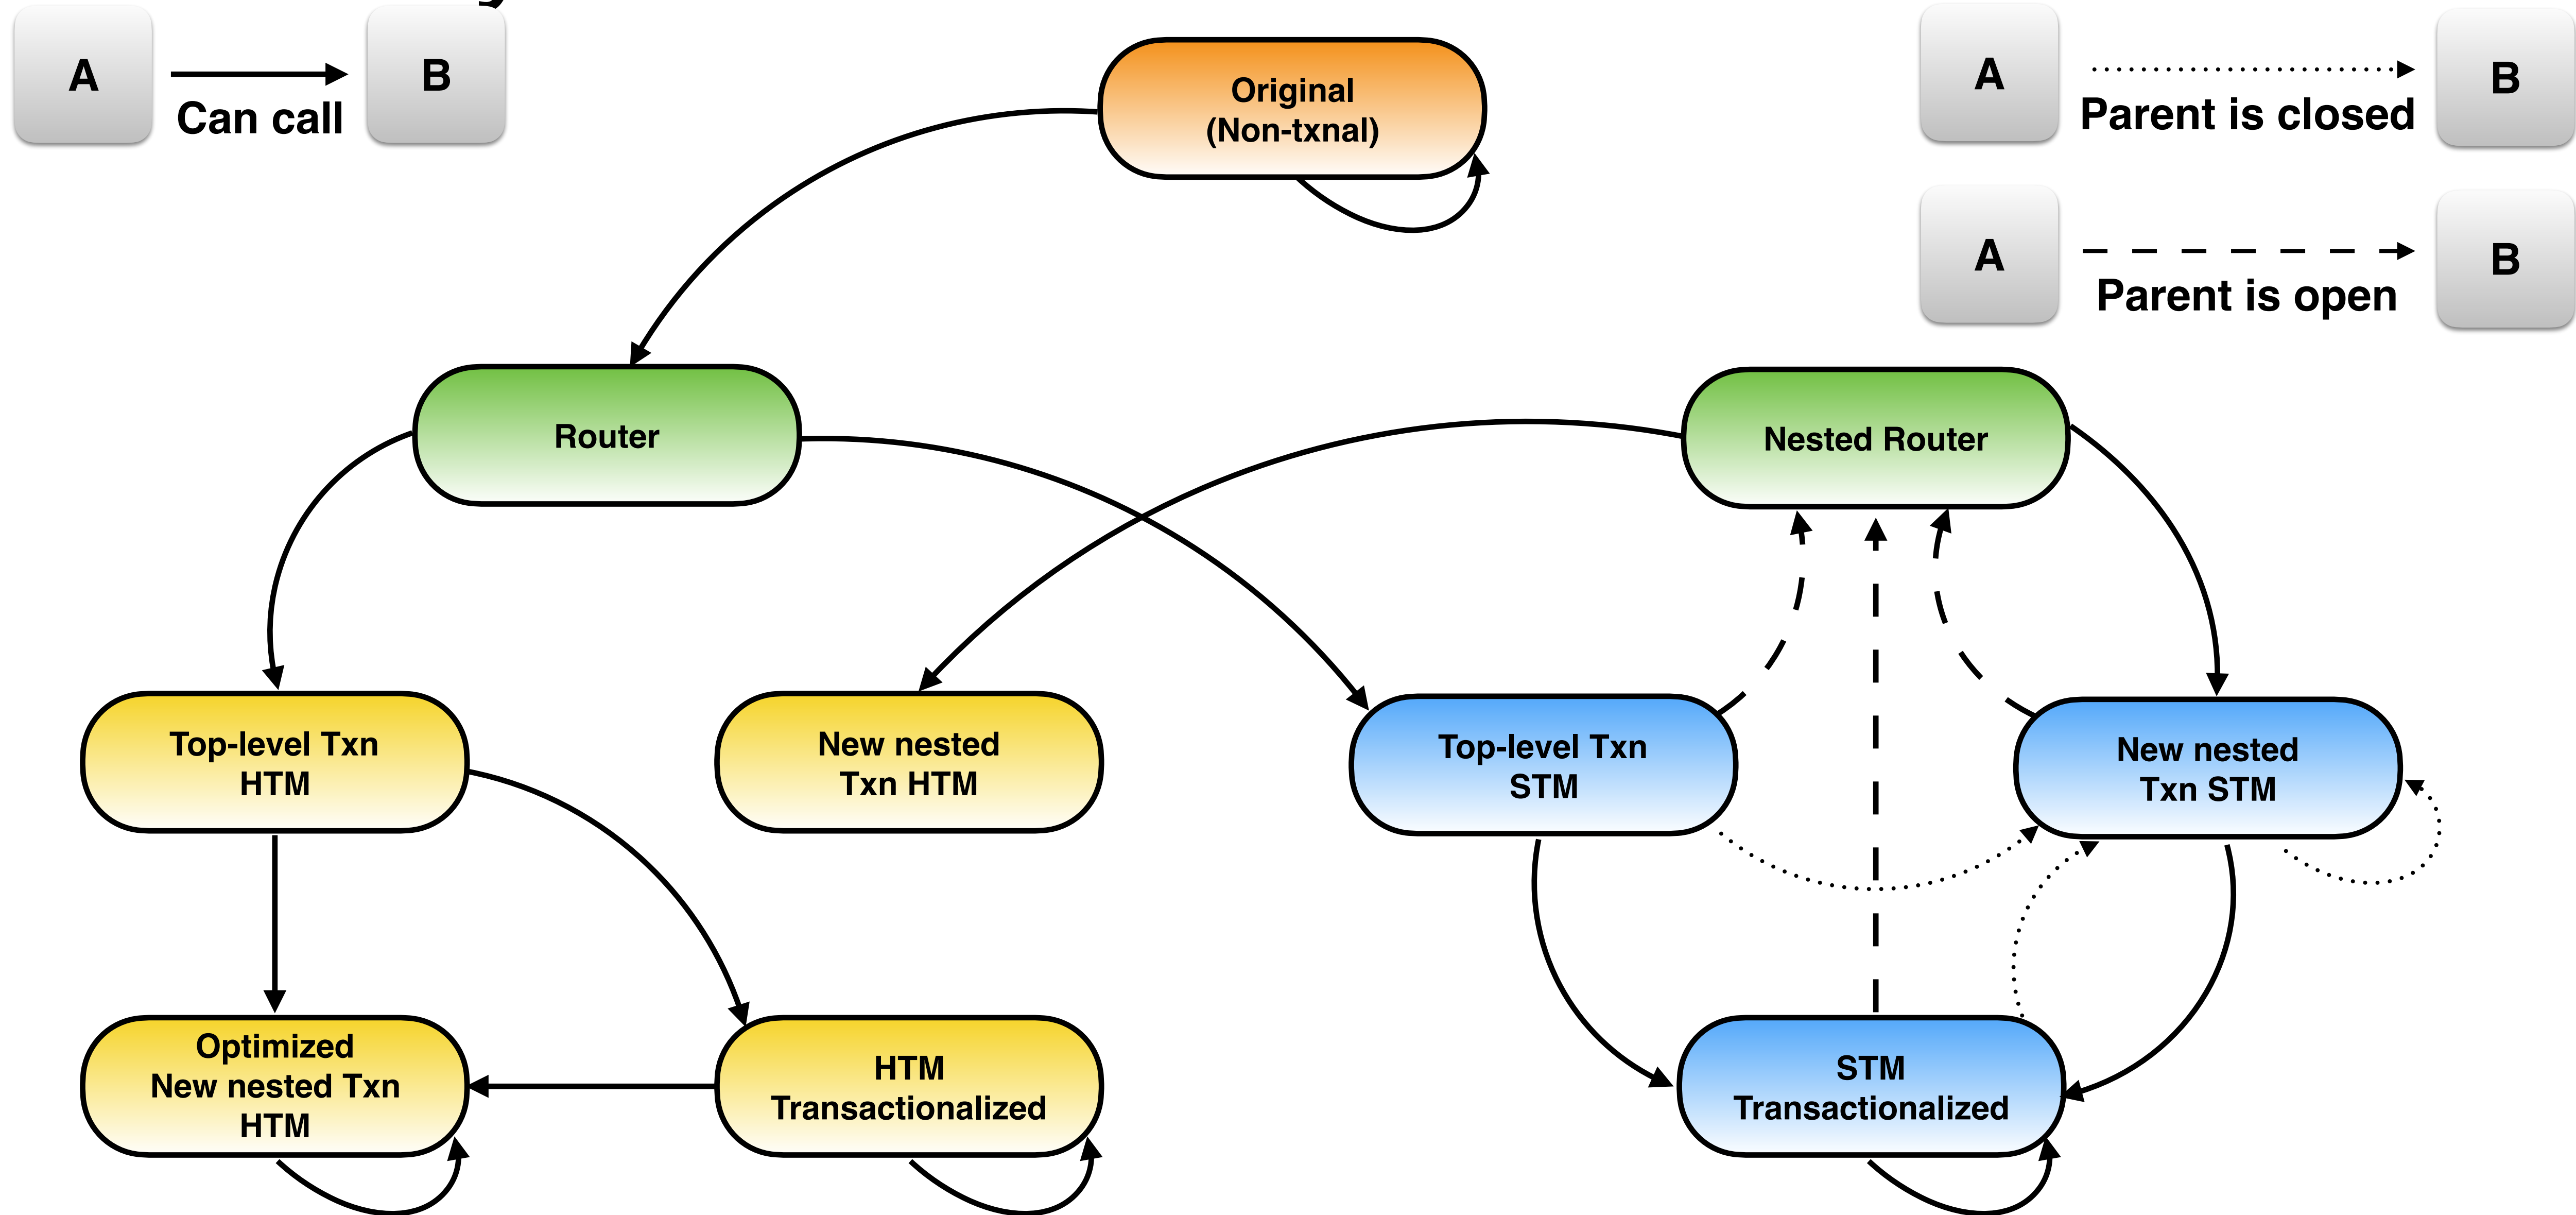 A
Can call
B
A
Parent is closed
B
A
Parent is open
B
Original
(Non-txnal)
Router
Nested Router
Top-level Txn
HTM
New nested
Txn HTM
Top-level Txn
STM
New nested
Txn STM
Optimized
New nested Txn
HTM
HTM
Transactionalized
STM
Transactionalized